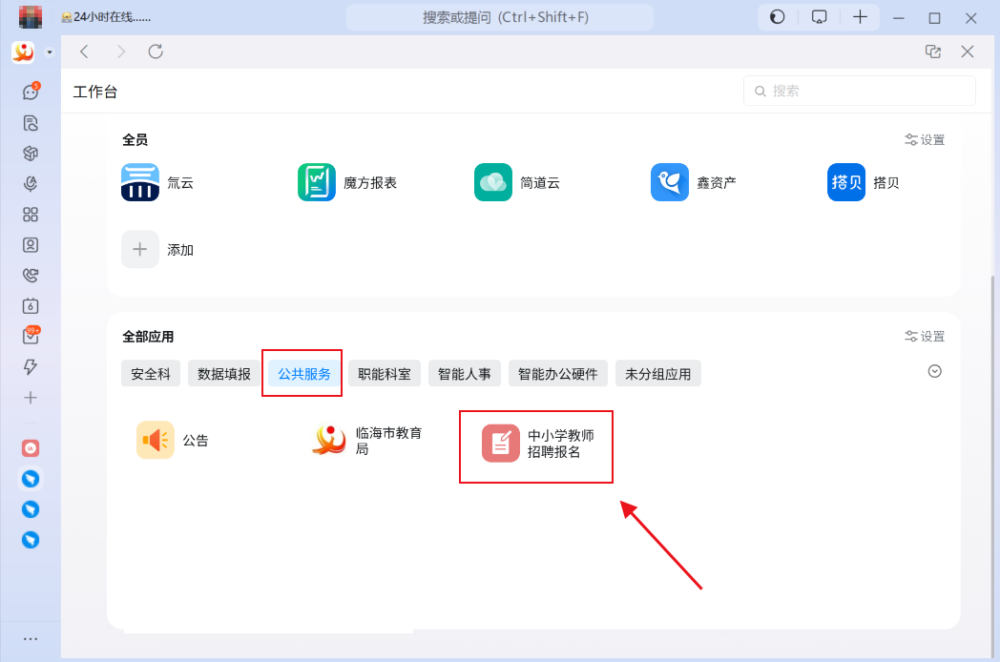 24小时在线......
搜索或提问 (Ctrl+Shift+F)
5
工作台
搜索
全员
设置
氚云
魔方报表
简道云
鑫资产
搭贝
搭贝
添加
6
99+
全部应用
设置
安全科
数据填报
公共服务
职能科室
智能人事
智能办公硬件
未分组应用
公告
临海市教育
局
中小学教师
招聘报名